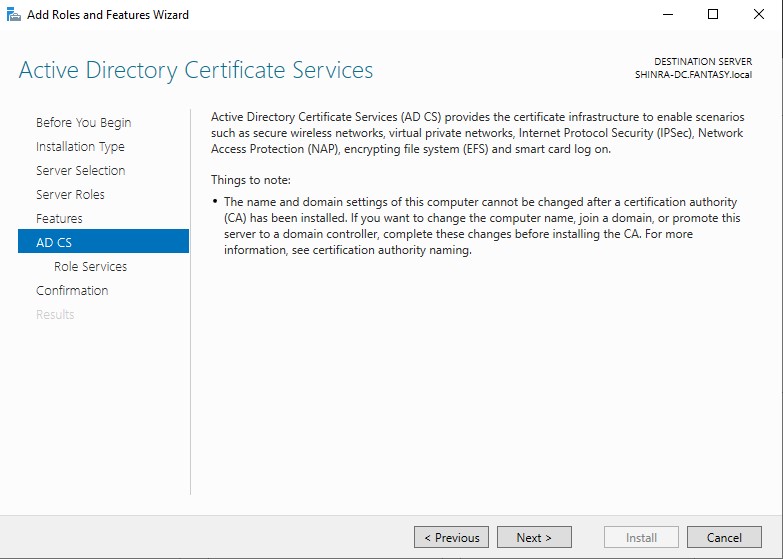 Add Roles and Features Wizard
Active Directory Certificate Services
DESTINATION SERVER
SHINRA-DC.FANTASY.local
Before You Begin
Installation Type
Server Selection
Server Roles
Features
AD CS
Role Services
Confirmation
Results
Active Directory Certificate Services (AD CS) provides the certificate infrastructure to enable scenarios
such as secure wireless networks, virtual private networks, Internet Protocol Security (IPSec), Network
Access Protection (NAP), encrypting file system (EFS) and smart card log on.
Things to note:
• The name and domain settings of this computer cannot be changed after a certification authority
(CA) has been installed. If you want to change the computer name, join a domain, or promote this
server to a domain controller, complete these changes before installing the CA. For more
information, see certification authority naming.
< Previous
Next >
Install
Cancel